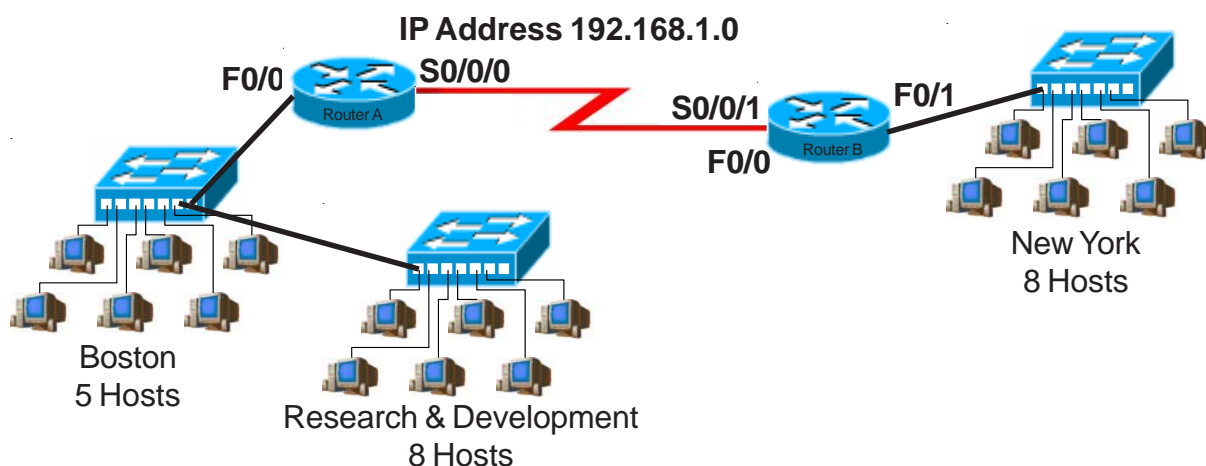 IP Address 192.168.1.0
F0/0
S0/0/0
Router A
S0/0/1
F0/1
Router B
F0/0
Boston
5 Hosts
Research & Development
8 Hosts
New York
8 Hosts